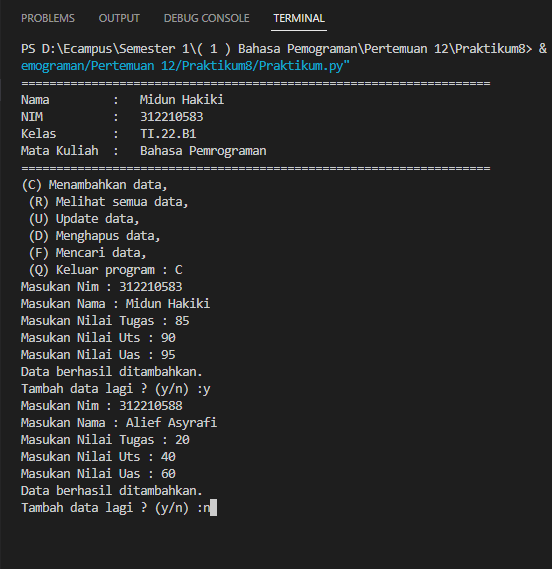 PROBLEMS OUTPUT DEBUG CONSOLE TERMINAL
PS D:\Ecampus\Semester 1\( 1 ) Bahasa Pemograman\Pertemuan 12\Praktikum8> &
emograman/Pertemuan 12/Praktikum8/Praktikum.py"
===================================================================
Nama : Midun Hakiki
NIM : 312210583
Kelas : TI.22.B1
Mata Kuliah : Bahasa Pemrograman
===================================================================
(C) Menambahkan data,
(R) Melihat semua data,
(U) Update data,
(D) Menghapus data,
(F) Mencari data,
(Q) Keluar program : C
Masukan Nim : 312210583
Masukan Nama : Midun Hakiki
Masukan Nilai Tugas : 85
Masukan Nilai Uts : 90
Masukan Nilai Uas : 95
Data berhasil ditambahkan.
Tambah data lagi ? (y/n) :y
Masukan Nim : 312210588
Masukan Nama : Alief Asyrafi
Masukan Nilai Tugas : 20
Masukan Nilai Uts : 40
Masukan Nilai Uas : 60
Data berhasil ditambahkan.
Tambah data lagi ? (y/n) :n